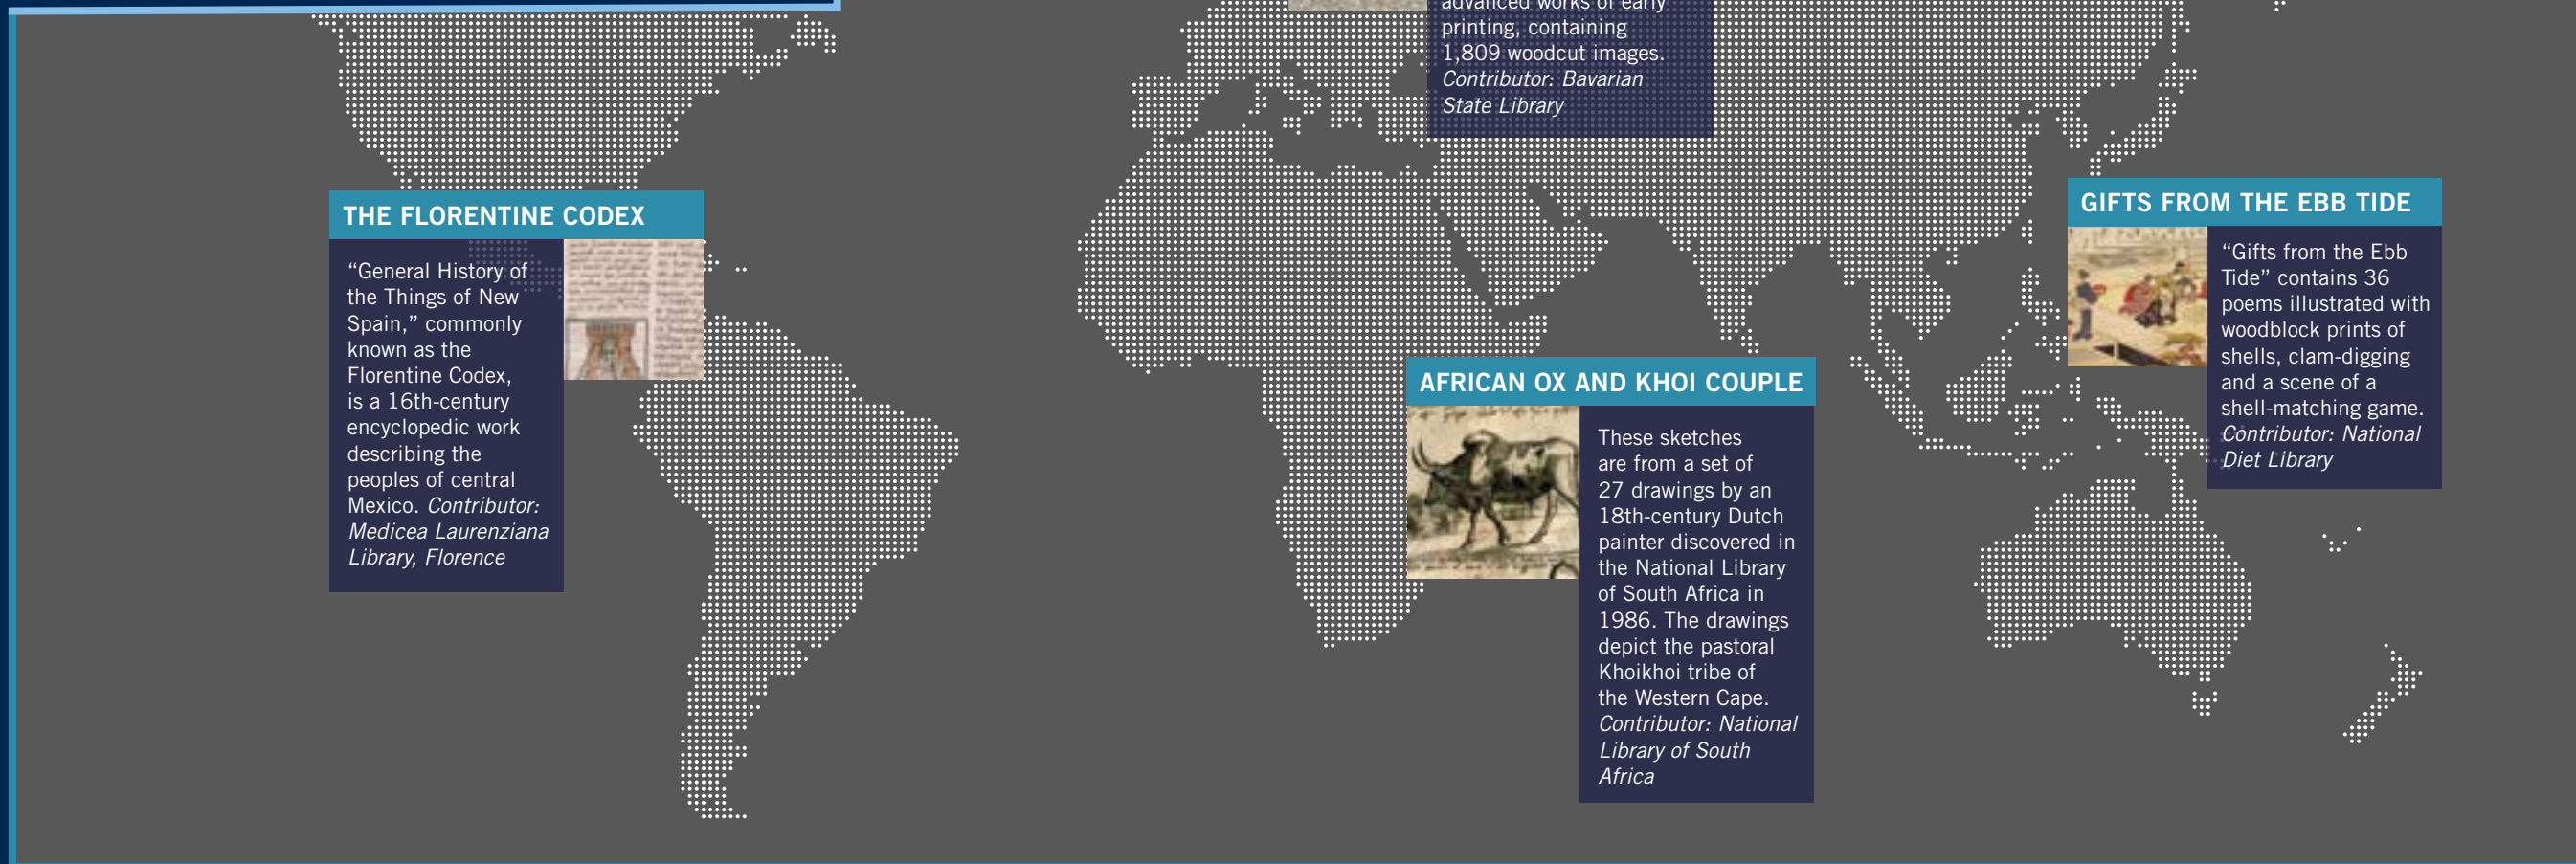 advanced works of early
printing, containing
1,809 woodcut images.
Contributor: Bavarian
State Library
THE FLORENTINE CODEX
“General History of
the Things of New
Spain,” commonly
known as the
Florentine Codex,
is a 16th-century
encyclopedic work
describing the
peoples of central
Mexico. Contributor:
Medicea Laurenziana
Library, Florence
AFRICAN OX AND KHOI COUPLE
These sketches
are from a set of
27 drawings by an
18th-century Dutch
painter discovered in
the National Library
of South Africa in
1986. The drawings
depict the pastoral
Khoikhoi tribe of
the Western Cape.
Contributor: National
Library of South
Africa
GIFTS FROM THE EBB TIDE
“Gifts from the Ebb
Tide” contains 36
poems illustrated with
woodblock prints of
shells, clam-digging
and a scene of a
shell-matching game.
Contributor: National
Diet Library